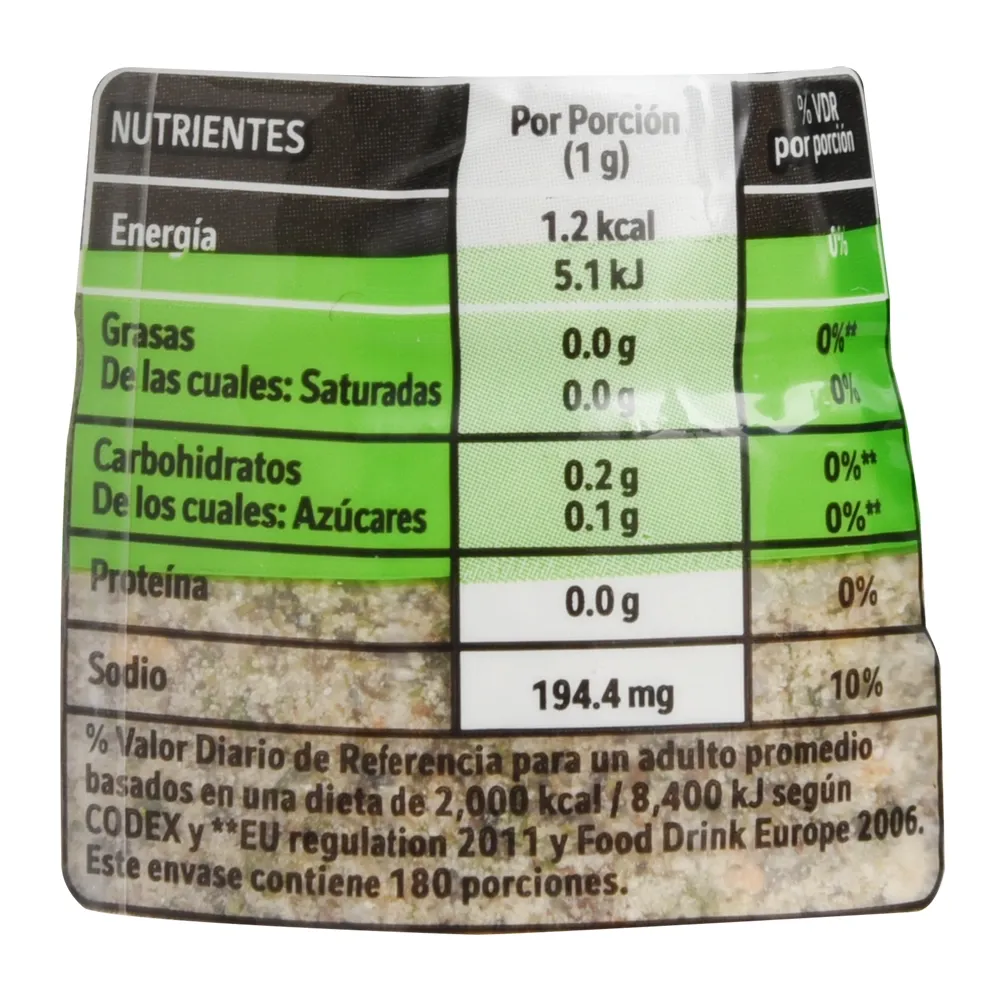 NUTRIENTES Por Porción (1 g) % VDR por porción
Energía 1.2 kcal 0%
5.1 kJ
Grasas 0.0 g 0%**
De las cuales: Saturadas 0.0 g 0%
Carbohidratos 0.2 g 0%**
De los cuales: Azúcares 0.1 g 0%**
Proteína 0.0 g 0%
Sodio 194.4 mg 10%
% Valor Diario de Referencia para un adulto promedio
basados en una dieta de 2,000 kcal / 8,400 kJ según
CODEX y **EU regulation 2011 y Food Drink Europe 2006.
Este envase contiene 180 porciones.